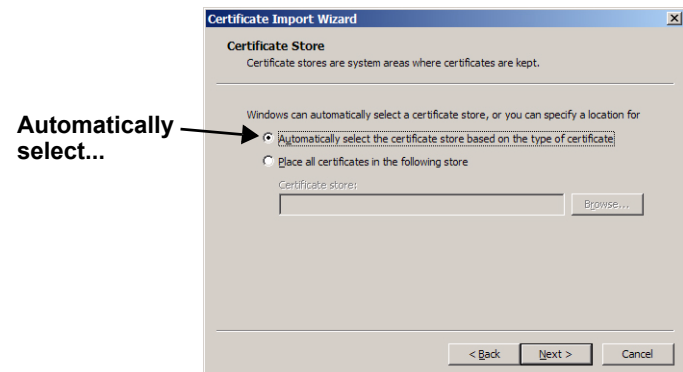 Certificate Import Wizard
Certificate Store
Certificate stores are system areas where certificates are kept.
Windows can automatically select a certificate store, or you can specify a location for
Automatically
select...
Automatically select the certificate store based on the type of certificate
Place all certificates in the following store
Certificate store:
Browse...
< Back
Next >
Cancel